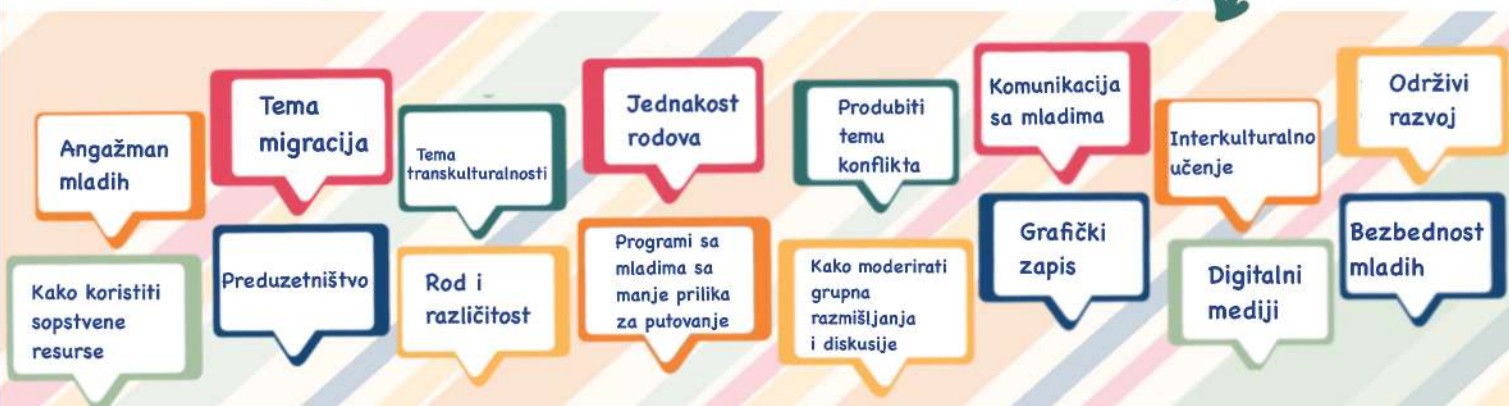 Angažman
mladih
Tema
migracija
Tema
transkulturalnosti
Jednakost
rodova
Produbiti
temu
konflikta
Komunikacija
sa mladima
Interkulturalno
učenje
Održivi
razvoj
Kako koristiti
sopstvene
resurse
Preduzetništvo
Rod i
različitost
Programi sa
mladima sa
manje prilika
za putovanje
Kako moderirati
grupna
razmišljanja
i diskusije
Grafički
zapis
Digitalni
mediji
Bezbednost
mladih